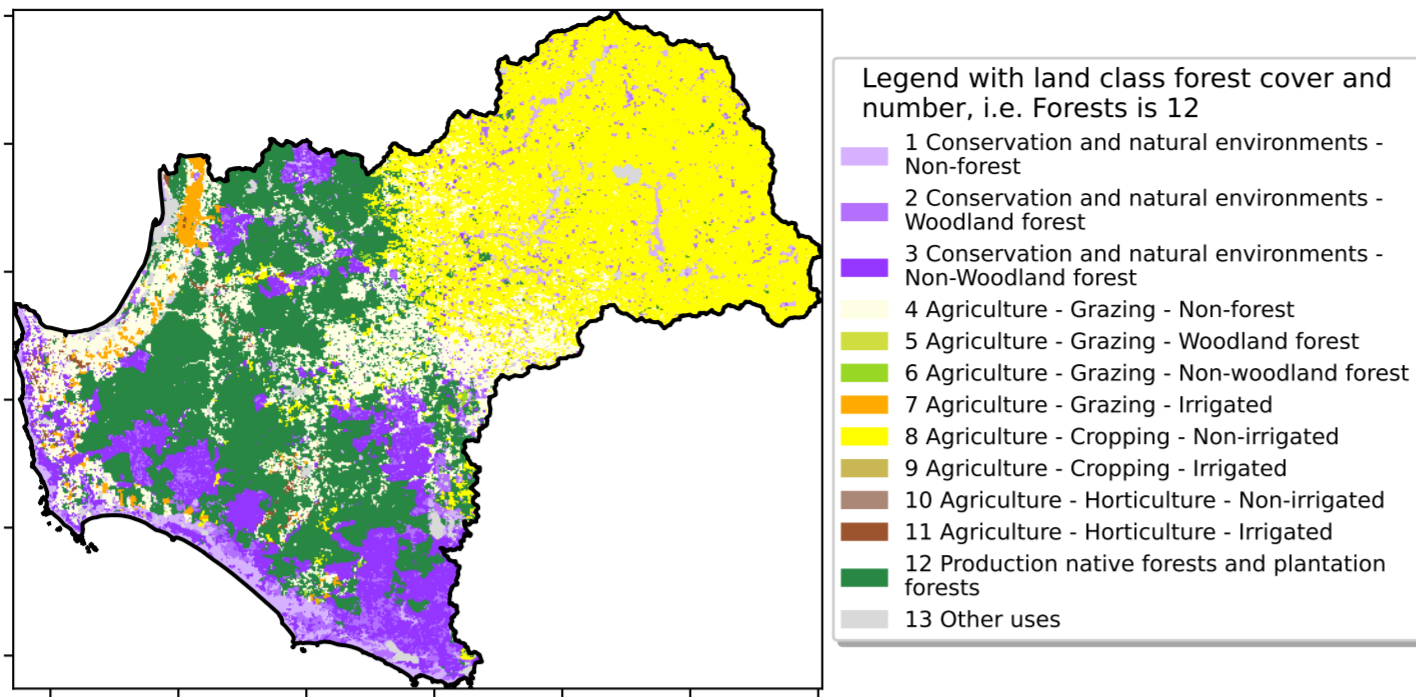 Legend with land class forest cover and
number, i.e. Forests is 12
1 Conservation and natural environments -
Non-forest
2 Conservation and natural environments -
Woodland forest
3 Conservation and natural environments -
Non-Woodland forest
4 Agriculture - Grazing - Non-forest
5 Agriculture - Grazing - Woodland forest
6 Agriculture - Grazing - Non-woodland forest
7 Agriculture - Grazing - Irrigated
8 Agriculture - Cropping - Non-irrigated
9 Agriculture - Cropping - Irrigated
10 Agriculture - Horticulture - Non-irrigated
11 Agriculture - Horticulture - Irrigated
12 Production native forests and plantation
forests
13 Other uses